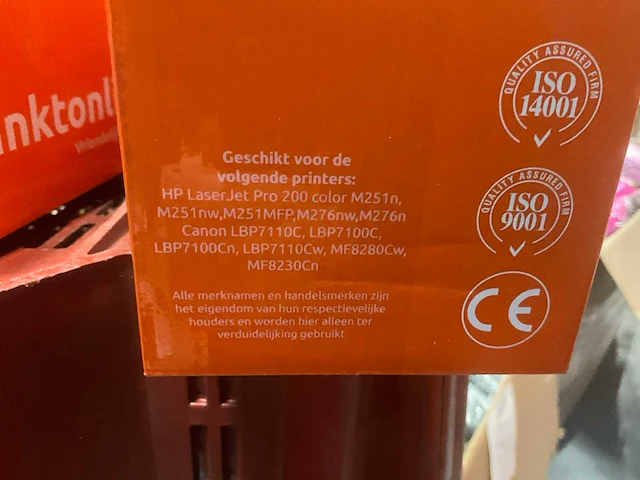 Geschikt voor de
volgende printers:
HP LaserJet Pro 200 color M251n,
M251nw,M251MFP,M276nw,M276n
Canon LBP7110C, LBP7100C,
LBP7100Cn, LBP7110Cw, MF8280Cw,
MF8230Cn
Alle merknamen en handelsmerken zijn
het eigendom van hun respectievelijke
houders en worden hier alleen ter
verduidelijking gebruikt
QUALITY ASSURED FIRM
ISO
14001
QUALITY ASSURED FIRM
ISO
9001
CE